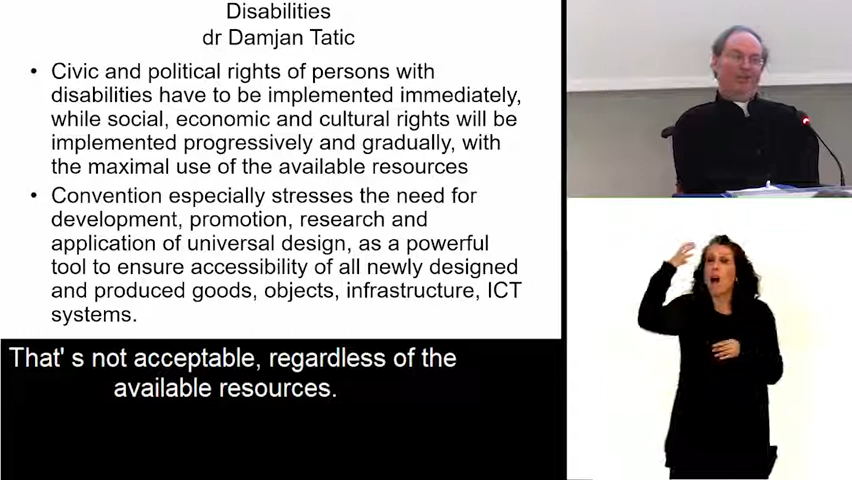 Disabilities
dr Damjan Tatic
• Civic and political rights of persons with
disabilities have to be implemented immediately,
while social, economic and cultural rights will be
implemented progressively and gradually, with
the maximal use of the available resources
• Convention especially stresses the need for
development, promotion, research and
application of universal design, as a powerful
tool to ensure accessibility of all newly designed
and produced goods, objects, infrastructure, ICT
systems.
That' s not acceptable, regardless of the
available resources.